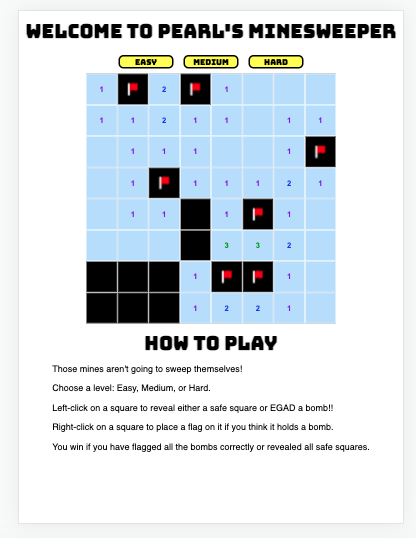 WELCOME TO PEARL'S MINESWEEPER
EASY MEDIUM HARD
1 2 1
1 1 2 1 1 1 1
1 1 1 1
1 1 1 1 2 1
1 1 1 1
3 3 2
1 1
1 2 2 1
HOW TO PLAY
Those mines aren't going to sweep themselves!
Choose a level: Easy, Medium, or Hard.
Left-click on a square to reveal either a safe square or EGAD a bomb!!
Right-click on a square to place a flag on it if you think it holds a bomb.
You win if you have flagged all the bombs correctly or revealed all safe squares.